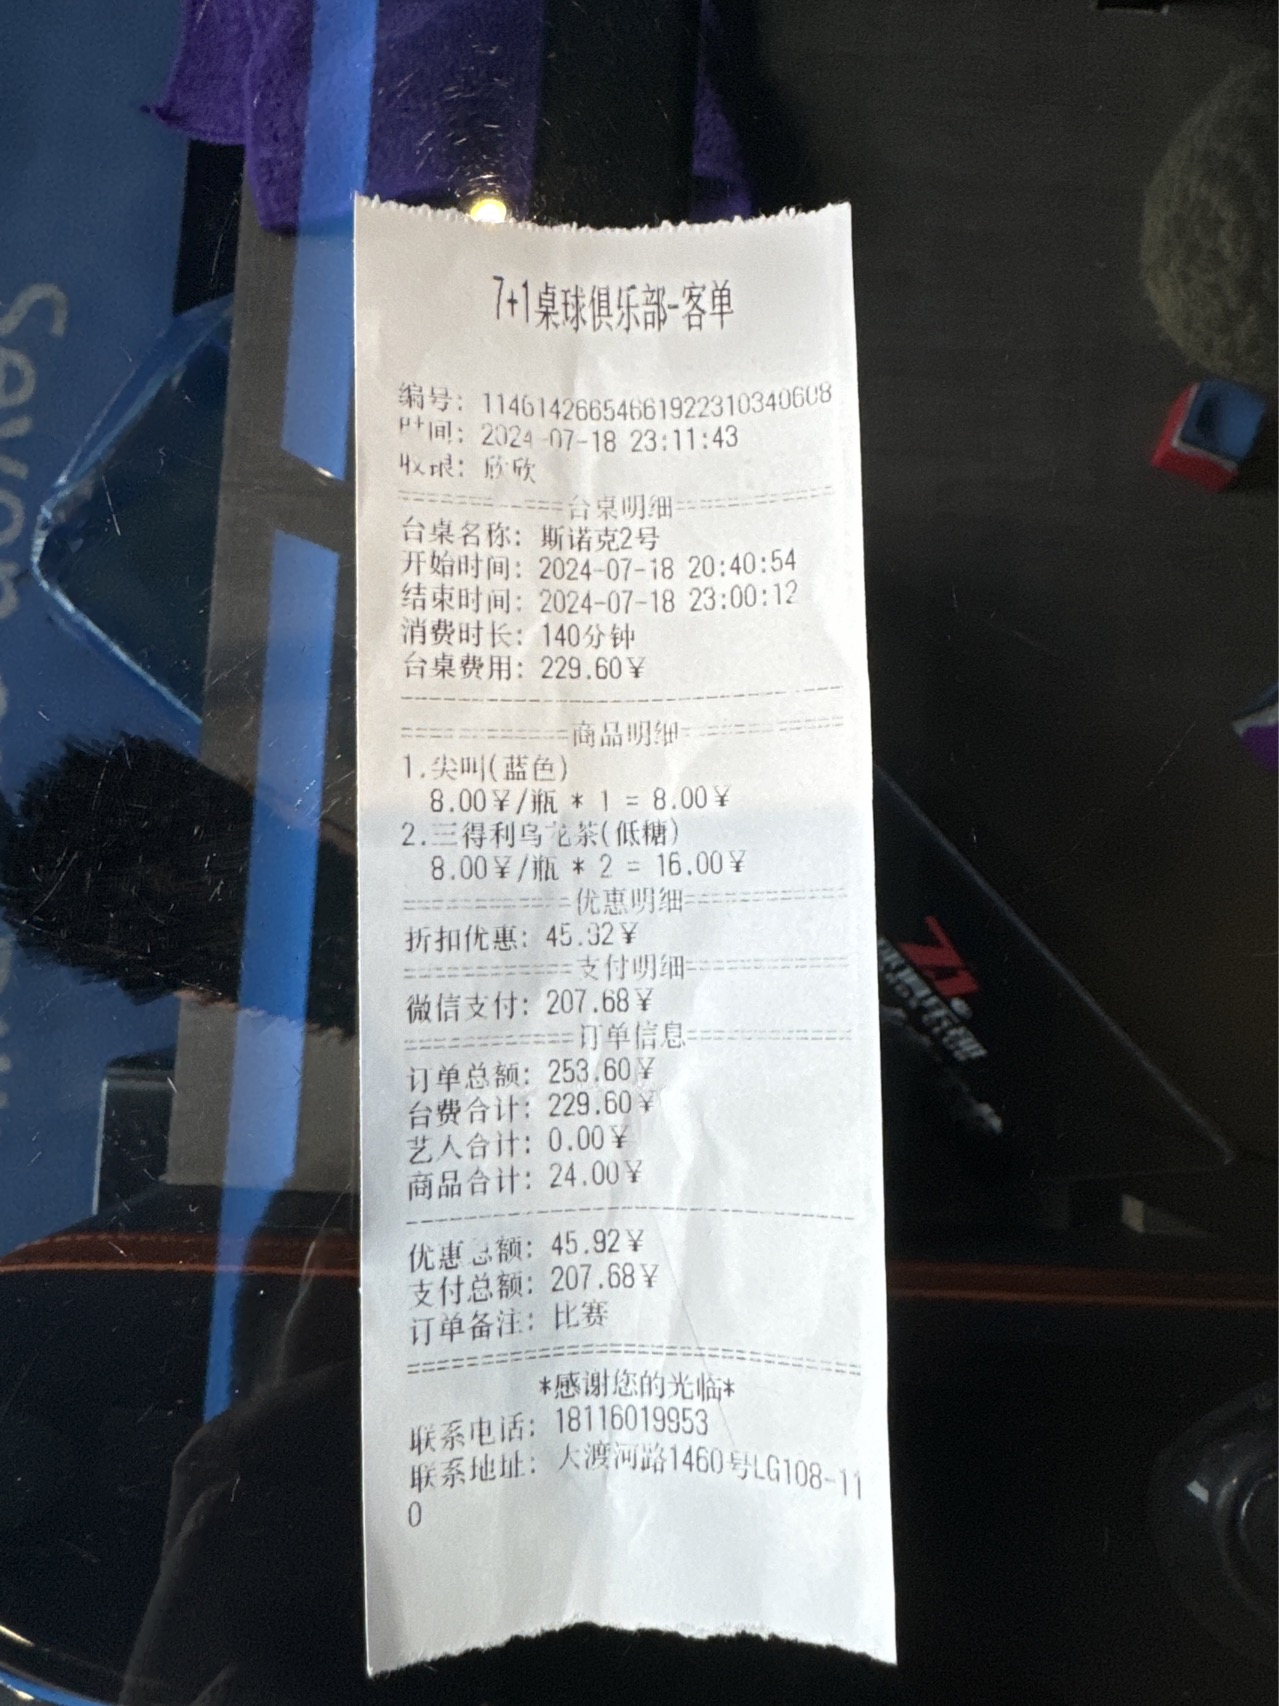 7+1桌球俱乐部-客单
编号: 1146142665466192231034​0608
时间: 2024-07-18 23:11:43
收银: 欣欣
============台桌明细============
台桌名称: 斯诺克2号
开始时间: 2024-07-18 20:40:54
结束时间: 2024-07-18 23:00:12
消费时长: 140分钟
台桌费用: 229.60¥
--------------------------------
============商品明细============
1.尖叫(蓝色)
8.00¥/瓶 * 1 = 8.00¥
2.三得利乌龙茶(低糖)
8.00¥/瓶 * 2 = 16.00¥
============优惠明细============
折扣优惠: 45.92¥
============支付明细============
微信支付: 207.68¥
============订单信息============
订单总额: 253.60¥
台费合计: 229.60¥
艺人合计: 0.00¥
商品合计: 24.00¥
--------------------------------
优惠总额: 45.92¥
支付总额: 207.68¥
订单备注: 比赛
================================
*感谢您的光临*
联系电话: 18116019953
联系地址: 大渡河路1460号LG108-11
0